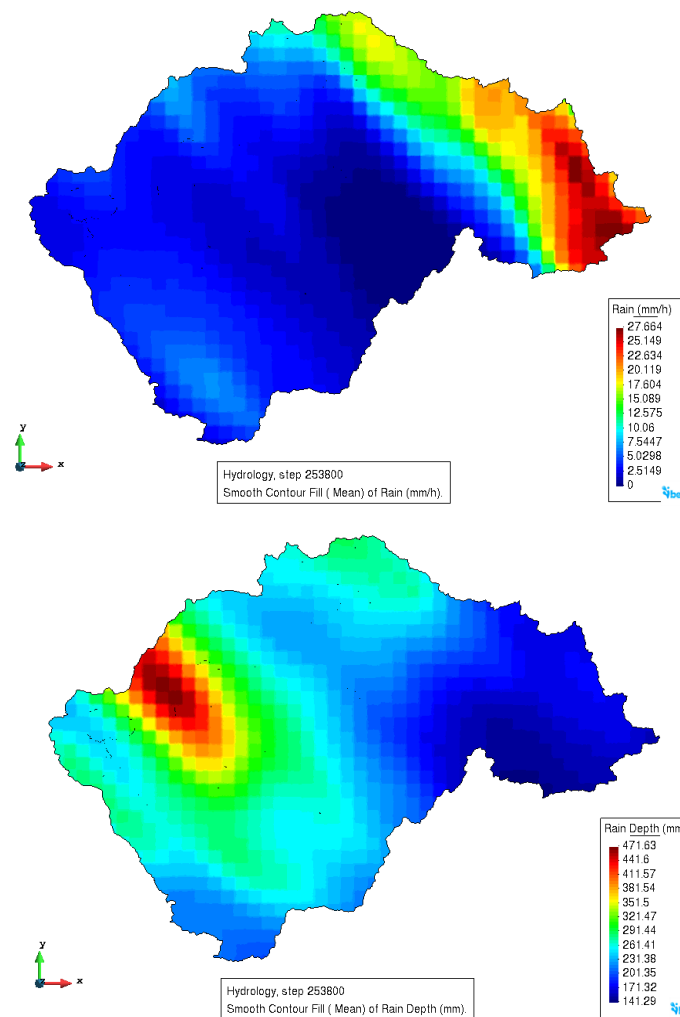 Rain (mm/h)
27.664
25.149
22.634
20.119
17.604
15.089
12.575
10.06
7.5447
5.0298
2.5149
0
y
x
Hydrology, step 253800
Smooth Contour Fill ( Mean) of Rain (mm/h).
Rain Depth (mm
471.63
441.6
411.57
381.54
351.5
321.47
291.44
261.41
231.38
201.35
171.32
141.29
y
x
Hydrology, step 253800
Smooth Contour Fill ( Mean) of Rain Depth (mm).